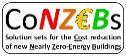 CoNZEBs
Solution sets for the Cost reduction
of new Nearly Zero-Energy Buildings